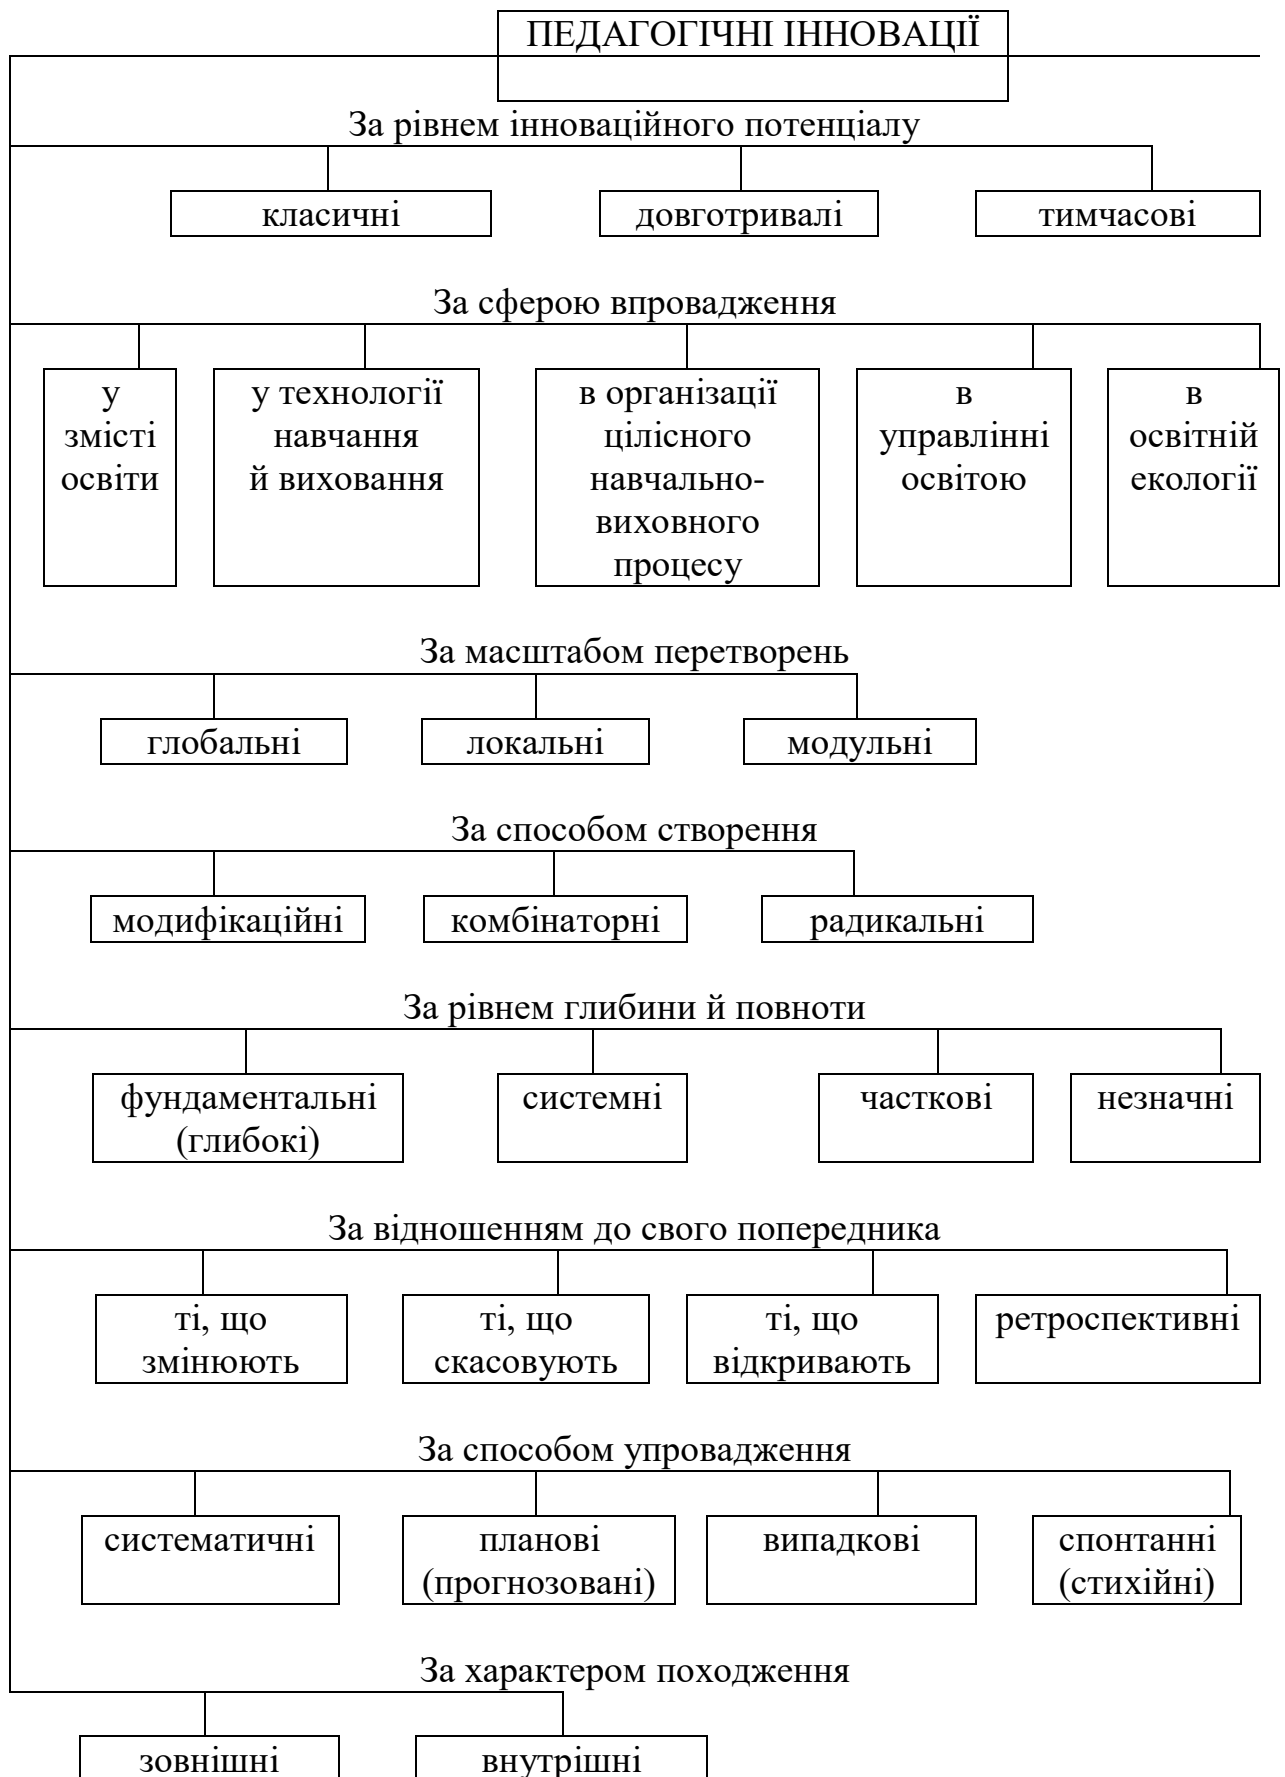 ПЕДАГОГІЧНІ ІННОВАЦІЇ
За рівнем інноваційного потенціалу
класичні
довготривалі
тимчасові
За сферою впровадження
у
змісті
освіти
у технології
навчання
й виховання
в організації
цілісного
навчально-
виховного
процесу
в
управлінні
освітою
в
освітній
екології
За масштабом перетворень
глобальні
локальні
модульні
За способом створення
модифікаційні
комбінаторні
радикальні
За рівнем глибини й повноти
фундаментальні
(глибокі)
системні
часткові
незначні
За відношенням до свого попередника
ті, що
змінюють
ті, що
скасовують
ті, що
відкривають
ретроспективні
За способом упровадження
систематичні
планові
(прогнозовані)
випадкові
спонтанні
(стихійні)
За характером походження
зовнішні
внутрішні